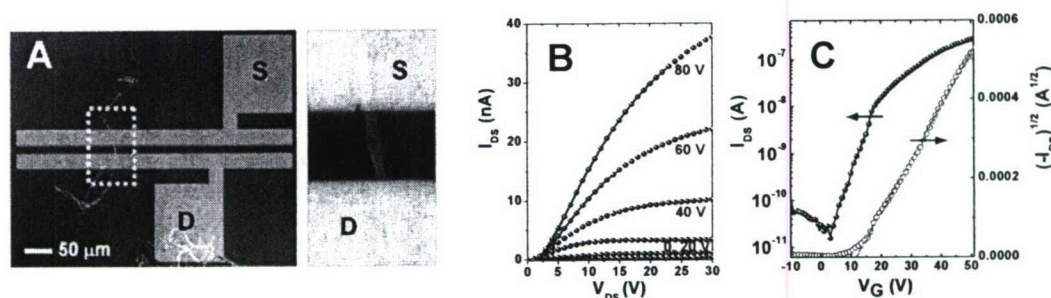 A
S
D
50 μm
S
D
B
I_DS (nA)
40
30
20
10
0
80 V
60 V
40 V
0 5 10 15 20 25 30
V_DS (V)
C
I_DS (A)
10^-7
10^-8
10^-9
10^-10
10^-11
0.0006
0.0004
0.0002
0.0000
(-I_DS)^1/2 (A^1/2)
-10 0 10 20 30 40 50
V_G (V)